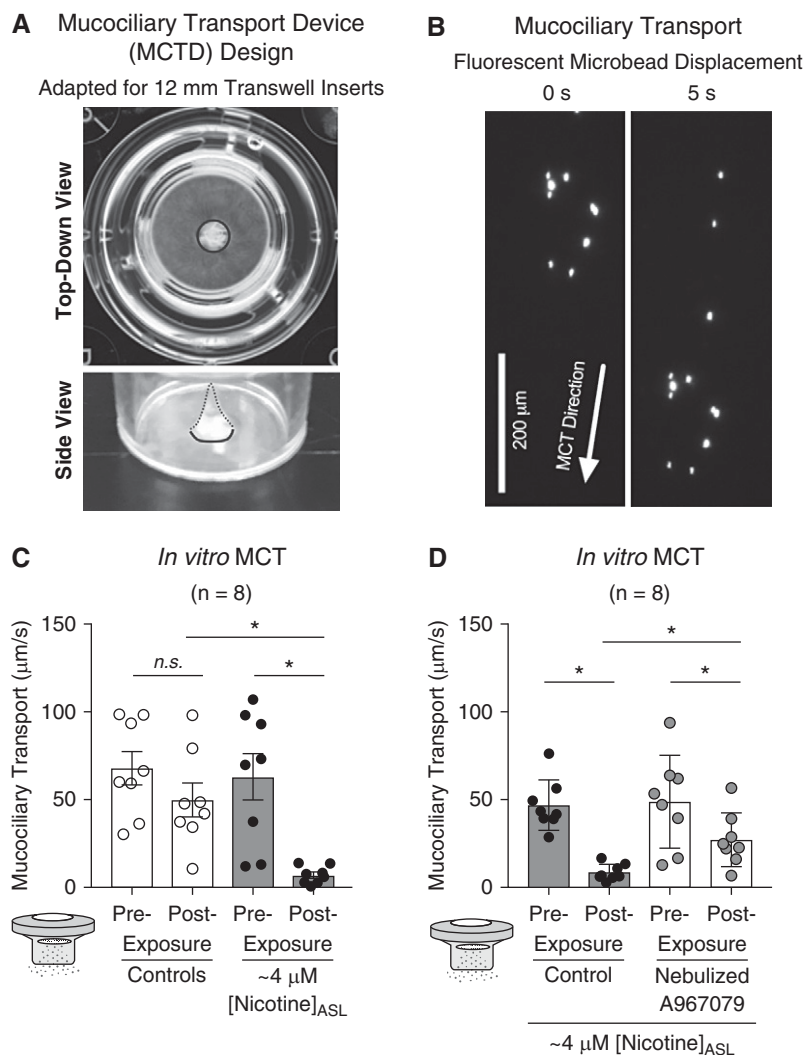 A
Mucociliary Transport Device
(MCTD) Design
Adapted for 12 mm Transwell Inserts
Top-Down View
Side View
B
Mucociliary Transport
Fluorescent Microbead Displacement
0 s
5 s
200 μm
MCT Direction
C
In vitro MCT
(n = 8)
Mucociliary Transport (μm/s)
150
100
50
0
n.s.
*
*
Pre- Post- Pre- Post-
Exposure Exposure
Controls ~4 μM
[Nicotine]ASL
D
In vitro MCT
(n = 8)
Mucociliary Transport (μm/s)
150
100
50
0
*
*
*
Pre- Post- Pre- Post-
Exposure Exposure
Control Nebulized
A967079
~4 μM [Nicotine]ASL